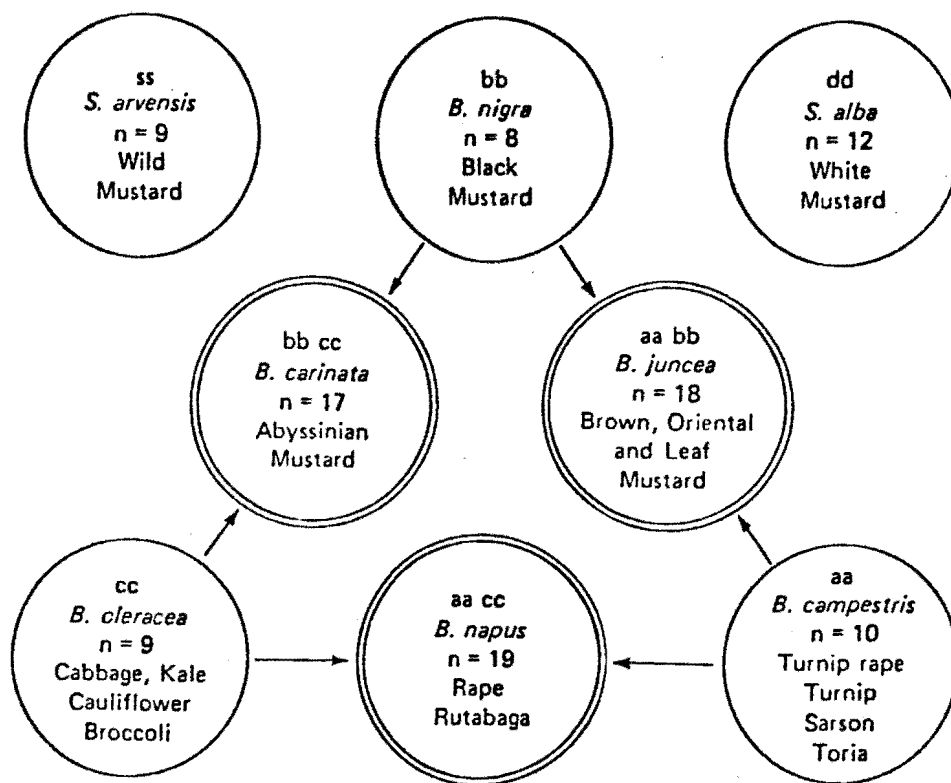 ss
S. arvensis
n = 9
Wild
Mustard
bb
B. nigra
n = 8
Black
Mustard
dd
S. alba
n = 12
White
Mustard
bb cc
B. carinata
n = 17
Abyssinian
Mustard
aa bb
B. juncea
n = 18
Brown, Oriental
and Leaf
Mustard
cc
B. cleracea
n = 9
Cabbage, Kale
Cauliflower
Broccoli
aa cc
B. napus
n = 19
Rape
Rutabaga
aa
B. campestris
n = 10
Turnip rape
Turnip
Sarson
Toria